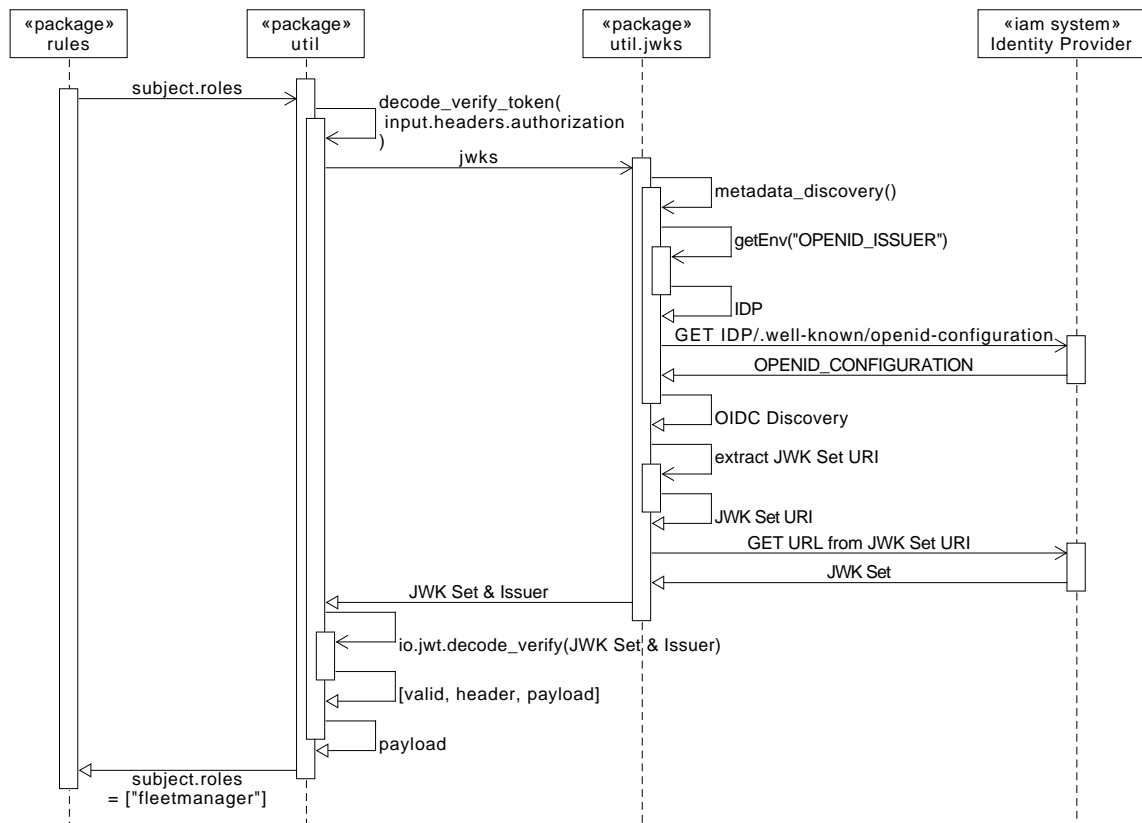 «package»
rules
«package»
util
«package»
util.jwks
«iam system»
Identity Provider
subject.roles
decode_verify_token(
input.headers.authorization
)
jwks
metadata_discovery()
getEnv("OPENID_ISSUER")
IDP
GET IDP/.well-known/openid-configuration
OPENID_CONFIGURATION
OIDC Discovery
extract JWK Set URI
JWK Set URI
GET URL from JWK Set URI
JWK Set
JWK Set & Issuer
io.jwt.decode_verify(JWK Set & Issuer)
[valid, header, payload]
payload
subject.roles
= ["fleetmanager"]